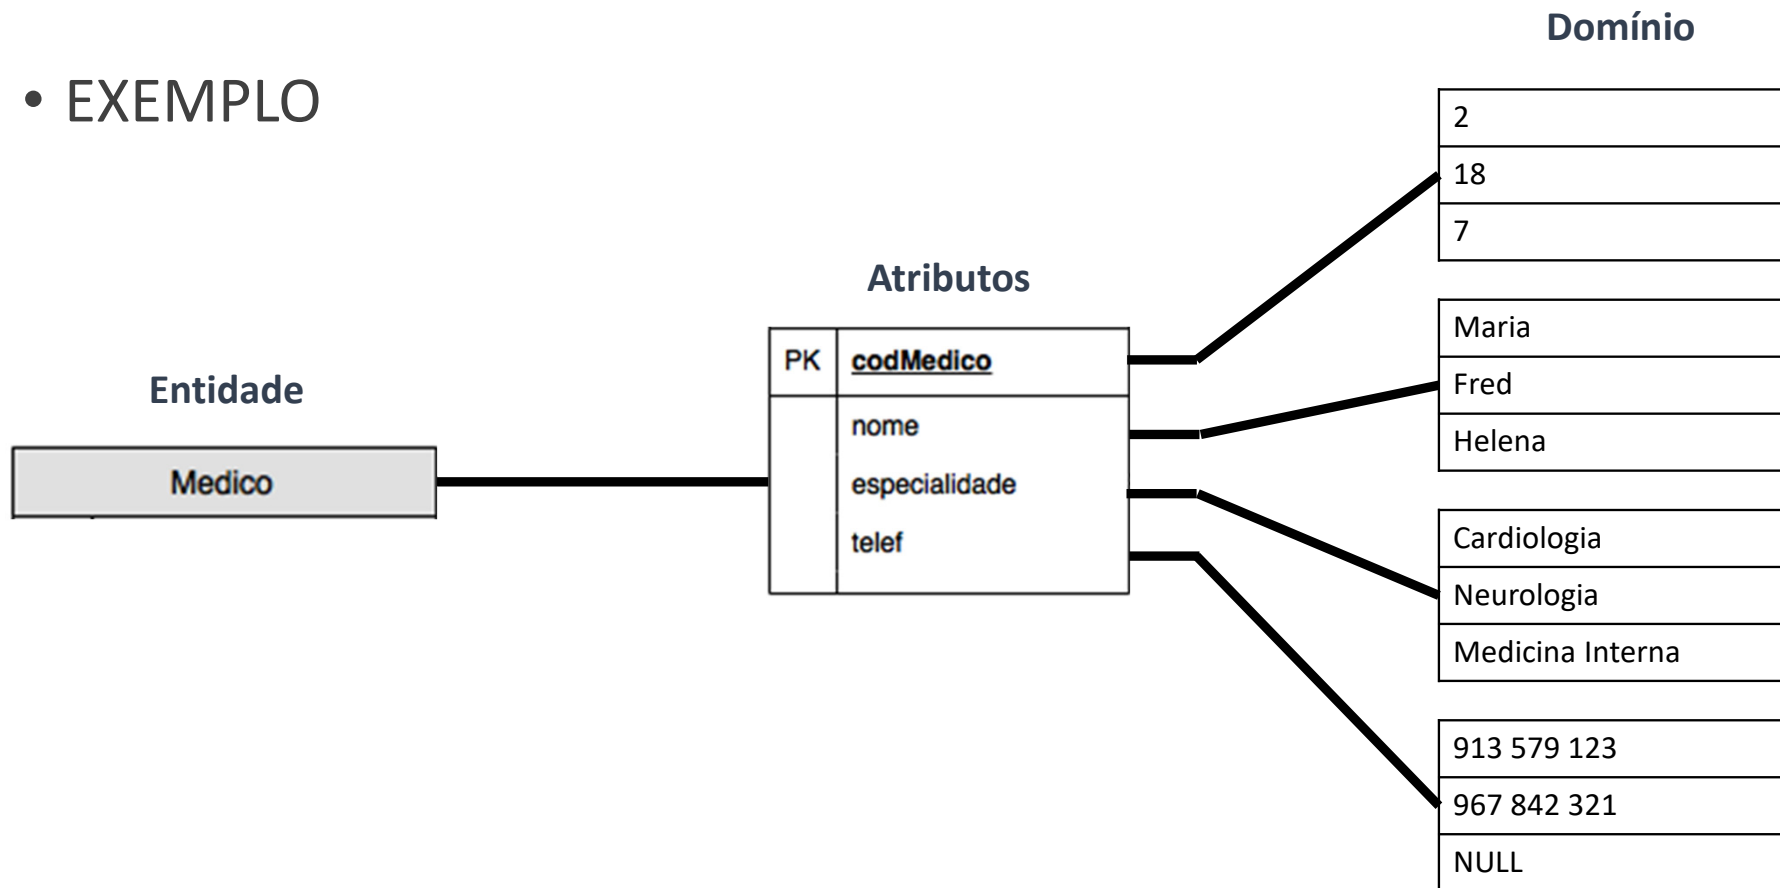 • EXEMPLO
Entidade
Medico
Atributos
PK codMedico
nome
especialidade
telef
Domínio
2
18
7
Maria
Fred
Helena
Cardiologia
Neurologia
Medicina Interna
913 579 123
967 842 321
NULL